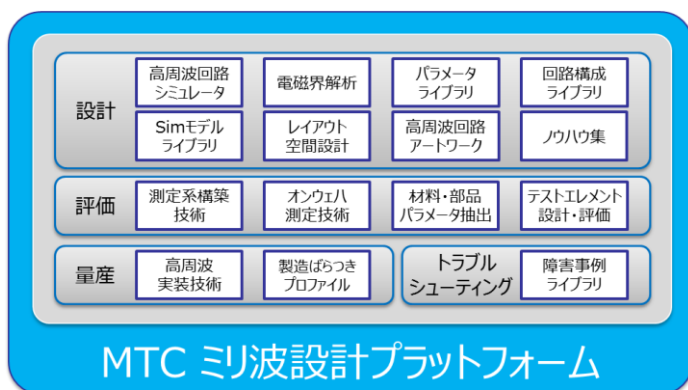 設計
高周波回路
シミュレータ
電磁界解析
パラメータ
ライブラリ
回路構成
ライブラリ
Simモデル
ライブラリ
レイアウト
空間設計
高周波回路
アートワーク
ノウハウ集
評価
測定系構築
技術
オンウェハ
測定技術
材料・部品
パラメータ抽出
テストエレメント
設計・評価
量産
高周波
実装技術
製造ばらつき
プロファイル
トラブル
シューティング
障害事例
ライブラリ
MTC ミリ波設計プラットフォーム